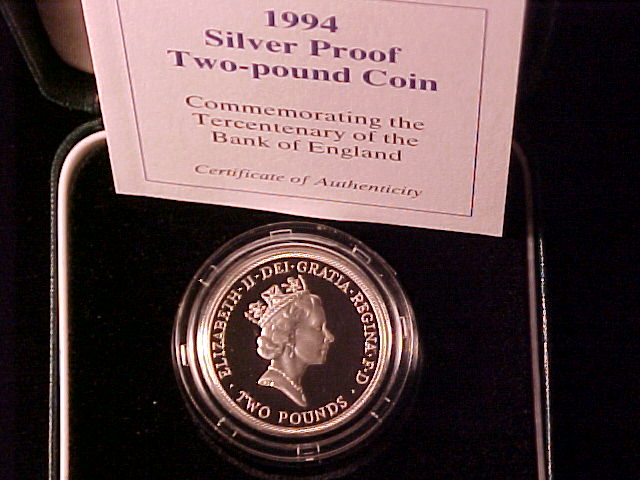 1994
Silver Proof
Two-pound Coin
Commemorating the
Tercentenary of the
Bank of England
Certificate of Authenticity
ELIZABETH·II·DEI·GRATIA·REGINA·F·D·
TWO POUNDS